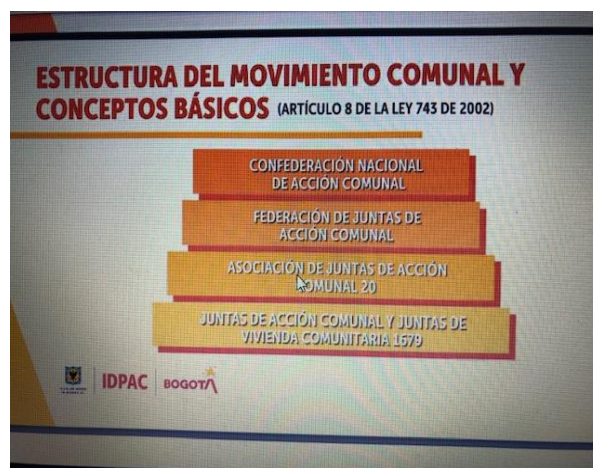 ESTRUCTURA DEL MOVIMIENTO COMUNAL Y
CONCEPTOS BÁSICOS (ARTÍCULO 8 DE LA LEY 743 DE 2002)
CONFEDERACIÓN NACIONAL
DE ACCIÓN COMUNAL
FEDERACIÓN DE JUNTAS DE
ACCIÓN COMUNAL
ASOCIACIÓN DE JUNTAS DE ACCIÓN
COMUNAL 20
JUNTAS DE ACCIÓN COMUNAL Y JUNTAS DE
VIVIENDA COMUNITARIA 1679
IDPAC BOGOTÁ